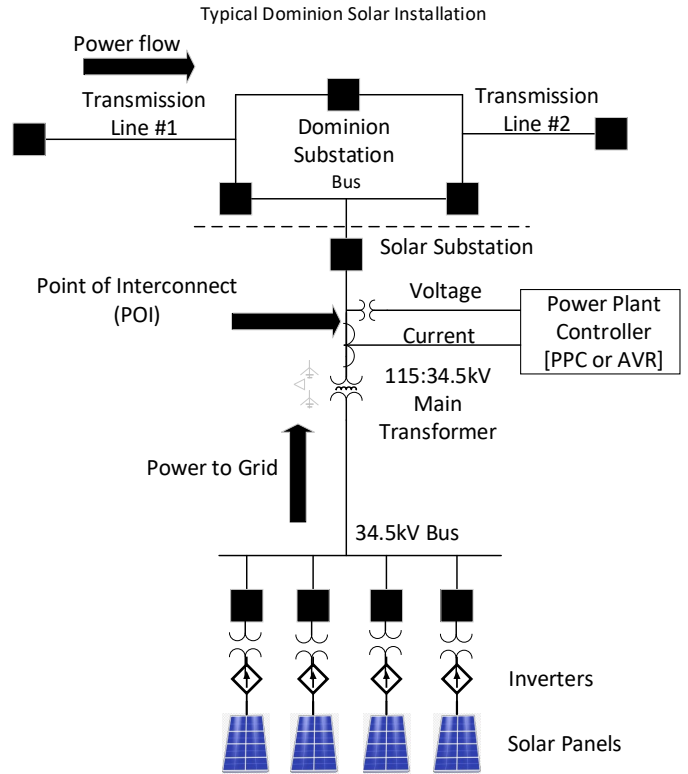 Typical Dominion Solar Installation
Power flow
Transmission
Line #1
Transmission
Line #2
Dominion
Substation
Bus
Solar Substation
Point of Interconnect
(POI)
Voltage
Current
Power Plant
Controller
[PPC or AVR]
115:34.5kV
Main
Transformer
Power to Grid
34.5kV Bus
Inverters
Solar Panels